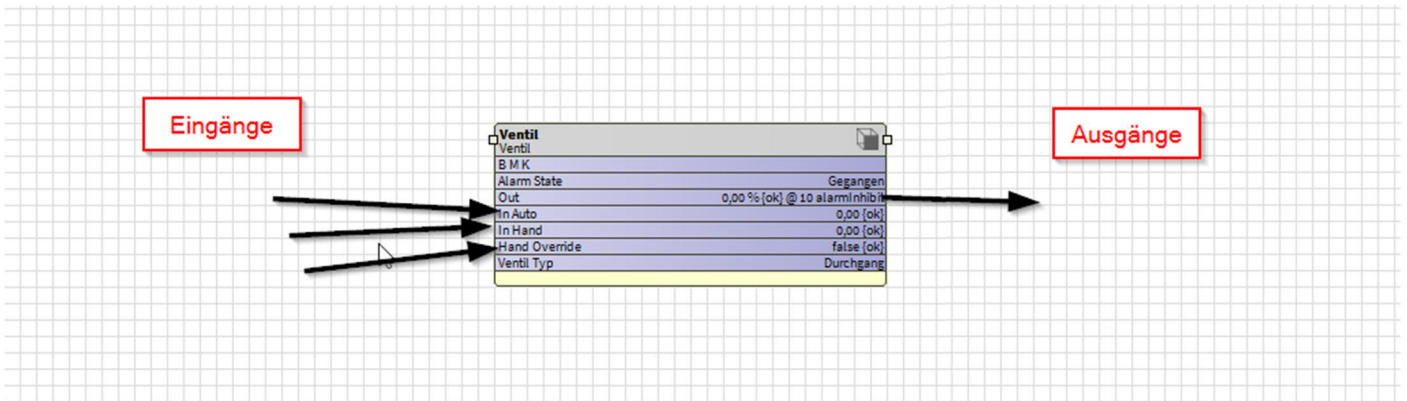 Eingänge
Ventil
Ventil
B M K
Alarm State Gegangen
Out 0,00 % {ok} @ 10 alarmInhibit
In Auto 0,00 {ok}
In Hand 0,00 {ok}
Hand Override false {ok}
Ventil Typ Durchgang
Ausgänge